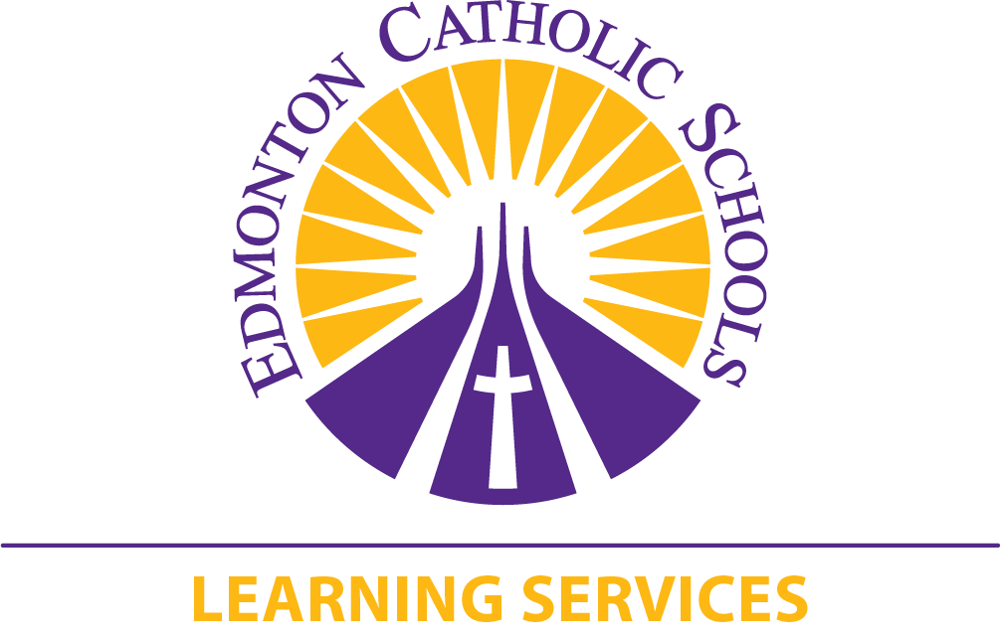 EDMONTON CATHOLIC SCHOOLS
LEARNING SERVICES